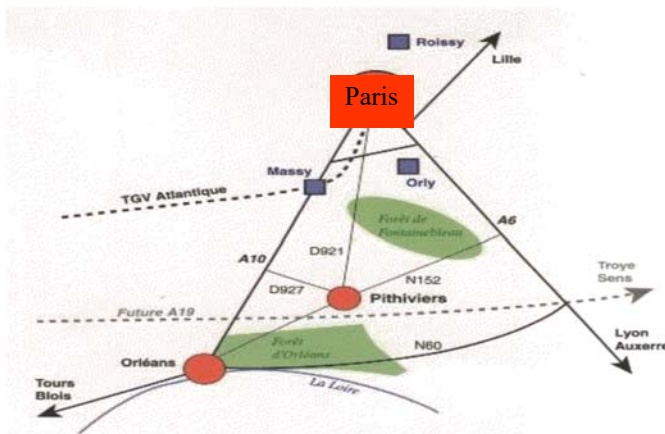 Roissy
Lille
Paris
Massy
Orly
TGV Atlantique
Forêt de
Fontainebleau
A6
D921
A10
N152
D927
Pithiviers
Troye
Sens
Future A19
Orléans
Forêt
d'Orléans
N60
Lyon
Auxerre
Tours
Blois
La Loire